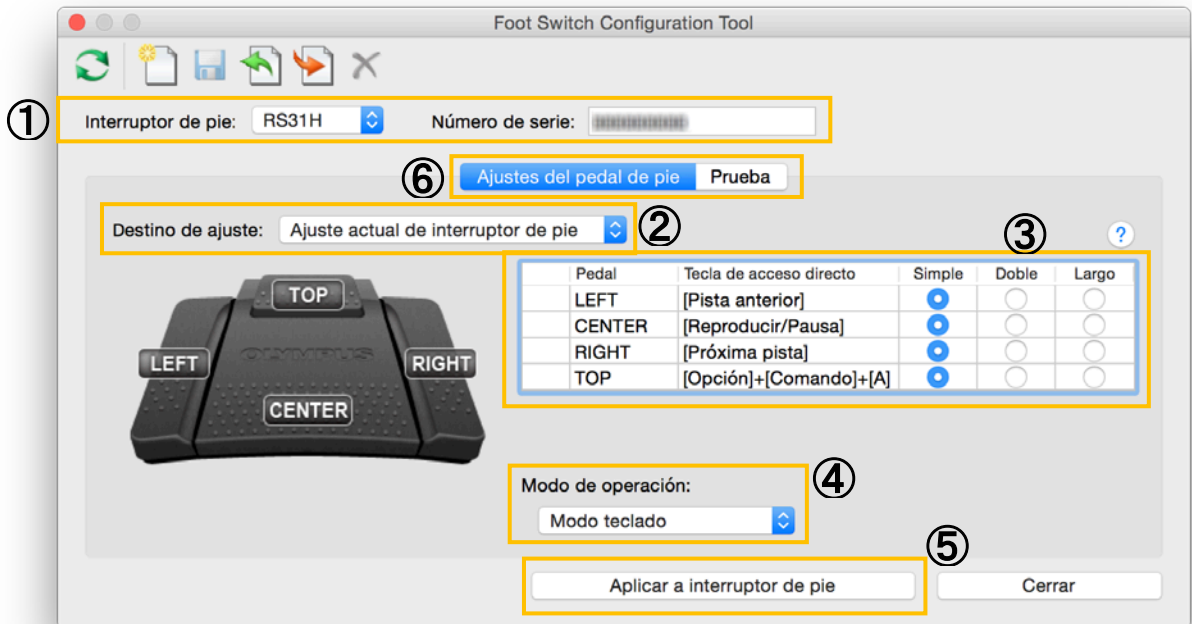 Foot Switch Configuration Tool
① Interruptor de pie: RS31H Número de serie:
⑥ Ajustes del pedal de pie Prueba
Destino de ajuste: Ajuste actual de interruptor de pie ②
③ ?
Pedal Tecla de acceso directo Simple Doble Largo
LEFT [Pista anterior]
CENTER [Reproducir/Pausa]
RIGHT [Próxima pista]
TOP [Opción]+[Comando]+[A]
TOP
OLYMPUS
LEFT RIGHT
CENTER
Modo de operación: ④
Modo teclado
⑤
Aplicar a interruptor de pie Cerrar